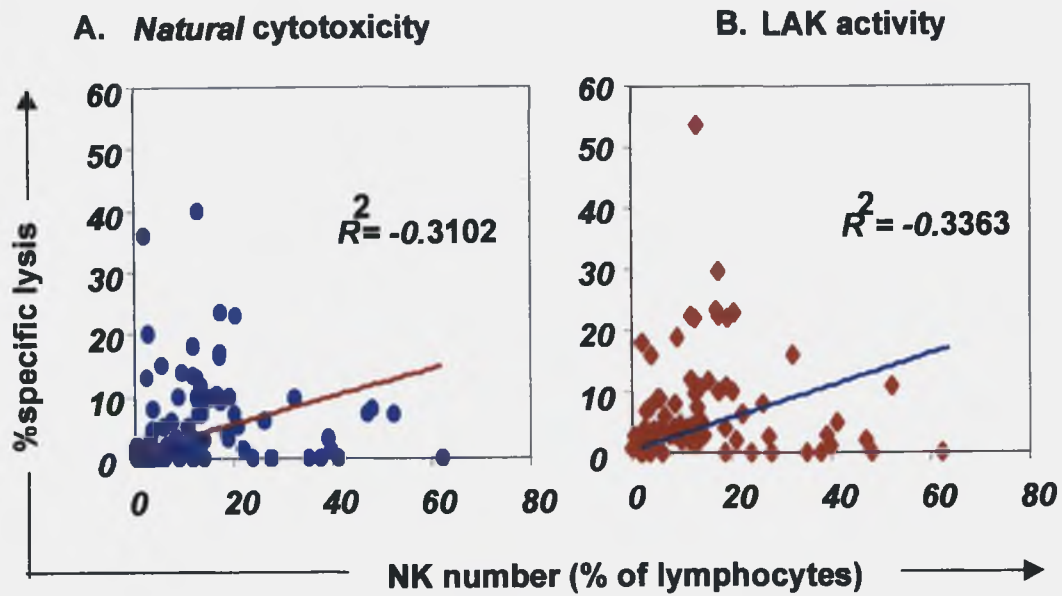 A. Natural cytotoxicity
B. LAK activity
%specific lysis
60
50
40
30
20
10
0
R² = -0.3102
0 20 40 60 80
60
50
40
30
20
10
0
R² = -0.3363
0 20 40 60 80
NK number (% of lymphocytes)